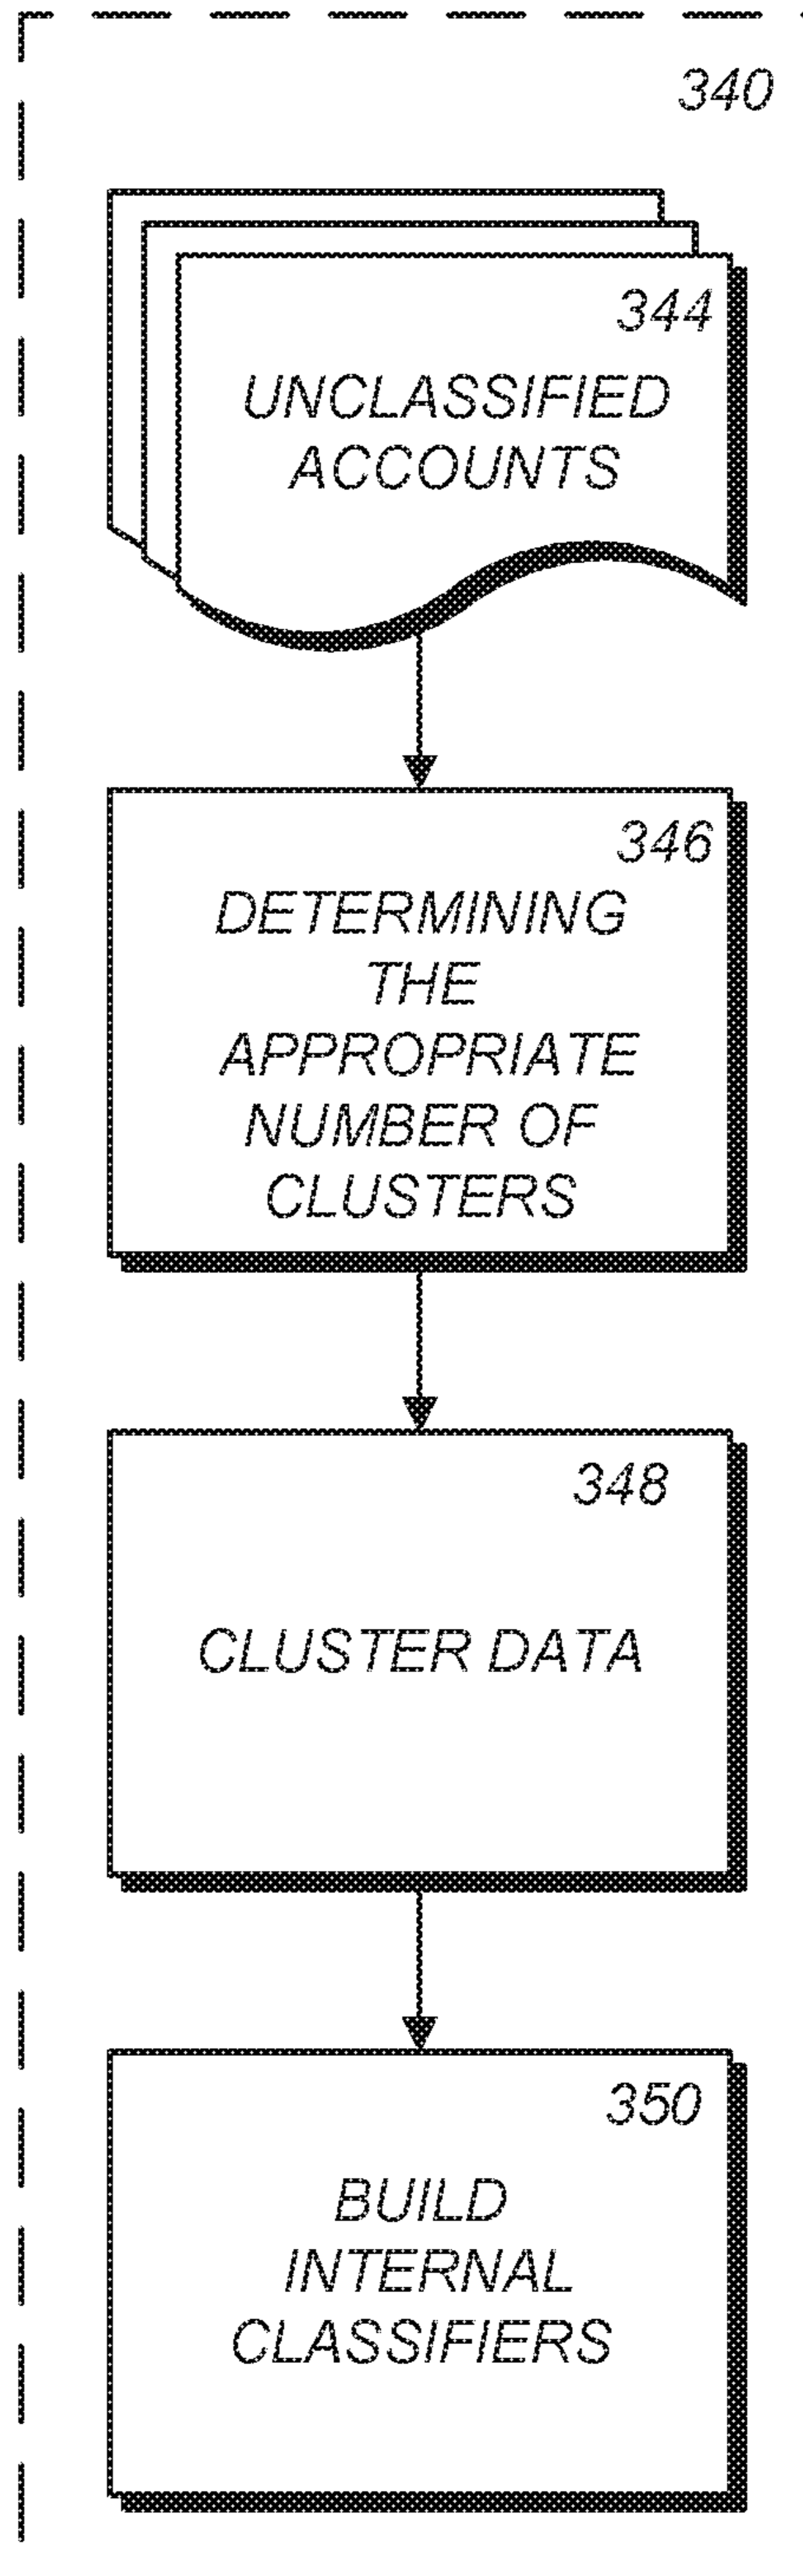 340
344
UNCLASSIFIED
ACCOUNTS
346
DETERMINING
THE
APPROPRIATE
NUMBER OF
CLUSTERS
348
CLUSTER DATA
350
BUILD
INTERNAL
CLASSIFIERS